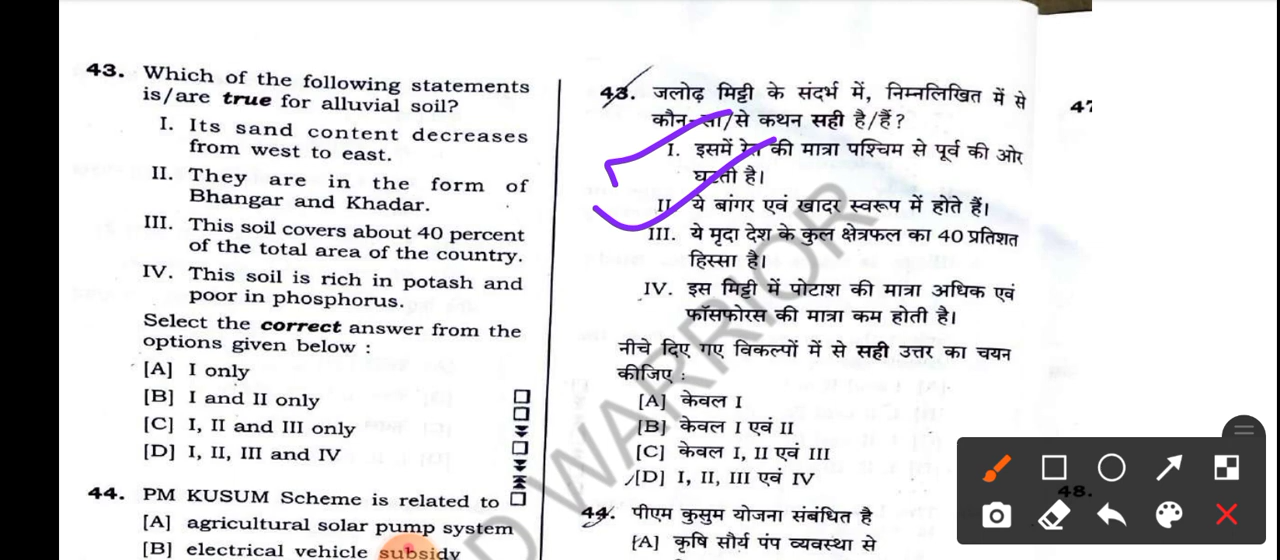 43. Which of the following statements
is/are true for alluvial soil?
I. Its sand content decreases
from west to east.
II. They are in the form of
Bhangar and Khadar.
III. This soil covers about 40 percent
of the total area of the country.
IV. This soil is rich in potash and
poor in phosphorus.
Select the correct answer from the
options given below :
[A] I only
[B] I and II only
[C] I, II and III only
[D] I, II, III and IV
44. PM KUSUM Scheme is related to
[A] agricultural solar pump system
[B] electrical vehicle subsidy
43. जलोढ़ मिट्टी के संदर्भ में, निम्नलिखित में से
कौन-सा/से कथन सही है/हैं?
I. इसमें रेत की मात्रा पश्चिम से पूर्व की ओर
घटती है।
II. ये बांगर एवं खादर स्वरूप में होते हैं।
III. ये मृदा देश के कुल क्षेत्रफल का 40 प्रतिशत
हिस्सा है।
IV. इस मिट्टी में पोटाश की मात्रा अधिक एवं
फॉसफोरस की मात्रा कम होती है।
नीचे दिए गए विकल्पों में से सही उत्तर का चयन
कीजिए :
[A] केवल I
[B] केवल I एवं II
[C] केवल I, II एवं III
[D] I, II, III एवं IV
44. पीएम कुसुम योजना संबंधित है
[A] कृषि सौर्य पंप व्यवस्था से
47
48.
D WARRIOR